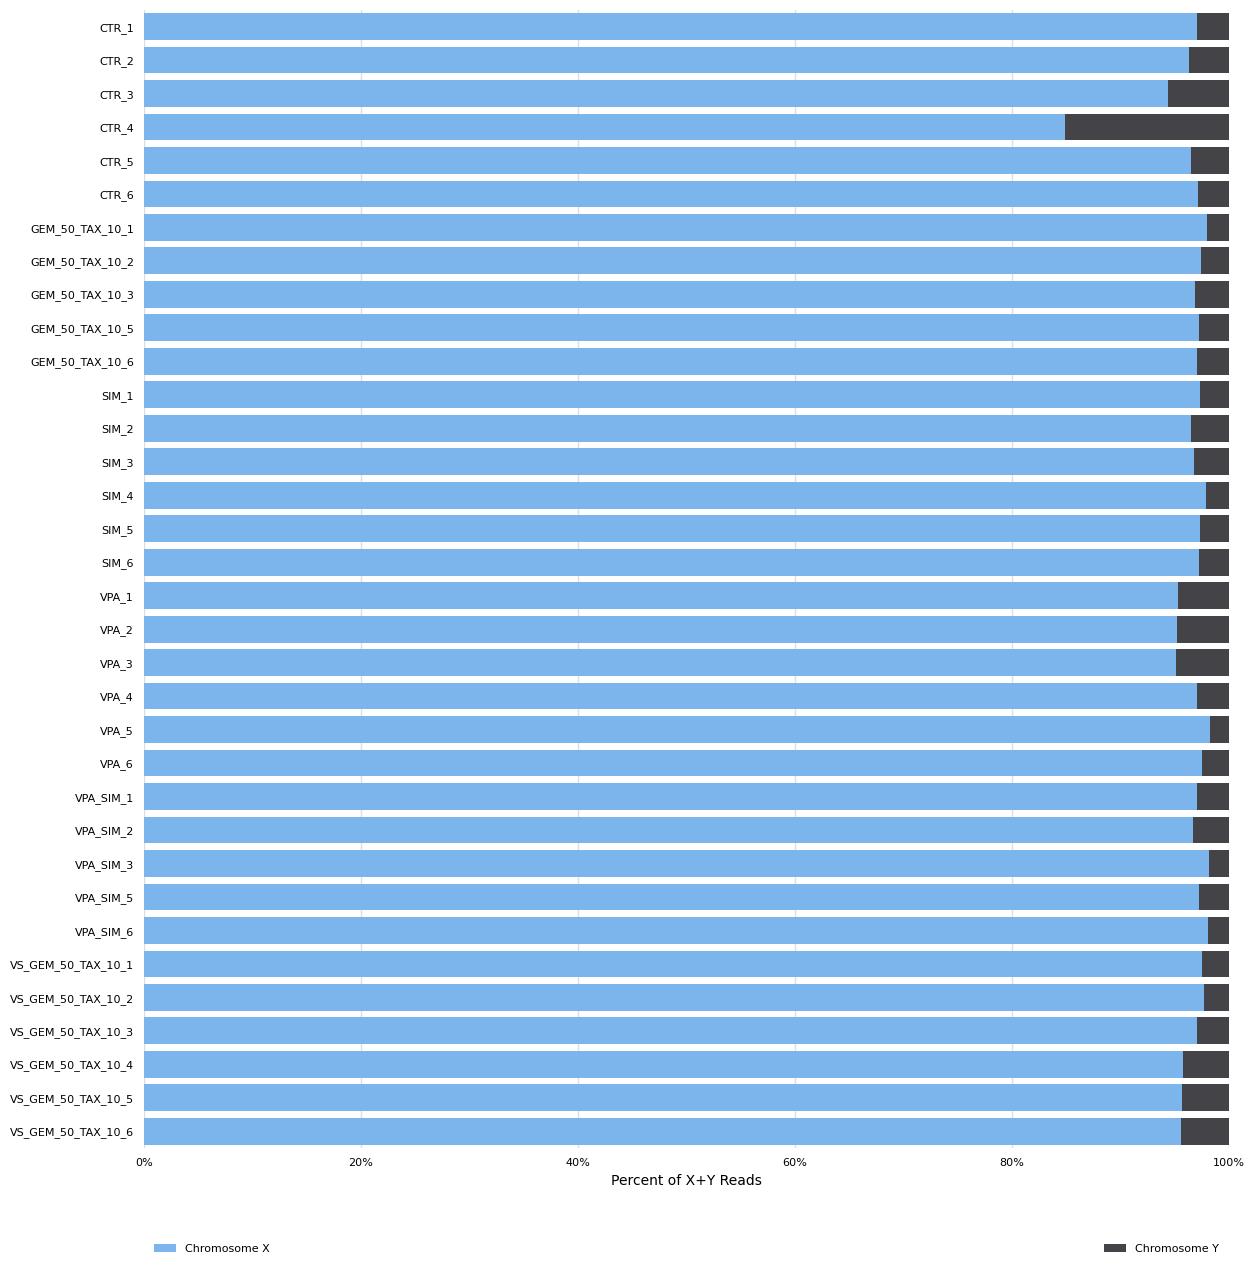 CTR_1
CTR_2
CTR_3
CTR_4
CTR_5
CTR_6
GEM_50_TAX_10_1
GEM_50_TAX_10_2
GEM_50_TAX_10_3
GEM_50_TAX_10_5
GEM_50_TAX_10_6
SIM_1
SIM_2
SIM_3
SIM_4
SIM_5
SIM_6
VPA_1
VPA_2
VPA_3
VPA_4
VPA_5
VPA_6
VPA_SIM_1
VPA_SIM_2
VPA_SIM_3
VPA_SIM_5
VPA_SIM_6
VS_GEM_50_TAX_10_1
VS_GEM_50_TAX_10_2
VS_GEM_50_TAX_10_3
VS_GEM_50_TAX_10_4
VS_GEM_50_TAX_10_5
VS_GEM_50_TAX_10_6
0% 20% 40% 60% 80% 100%
Percent of X+Y Reads
Chromosome X Chromosome Y